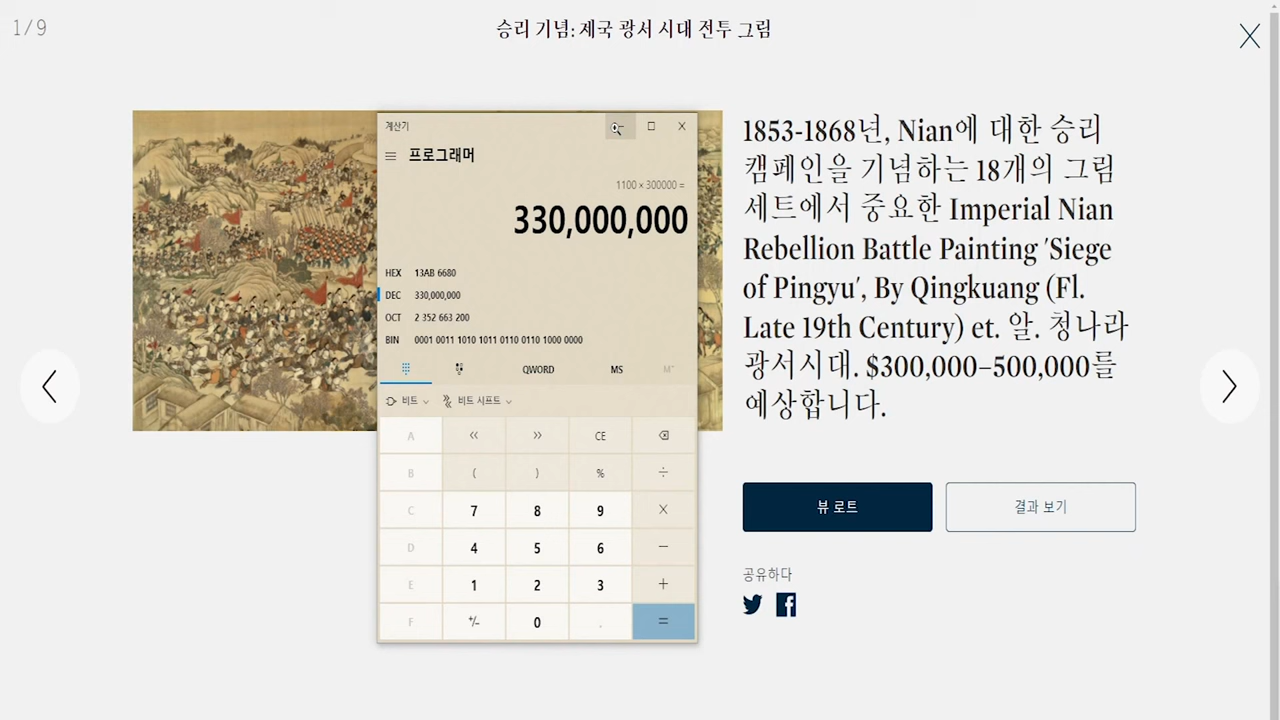 1/9
승리 기념: 제국 광서 시대 전투 그림
계산기
프로그래머
1100 × 300000 =
330,000,000
HEX 13AB 6680
DEC 330,000,000
OCT 2 352 663 200
BIN 0001 0011 1010 1011 0110 0110 1000 0000
QWORD MS M˅
비트 비트 시프트
A << >> CE
B ( ) % ÷
C 7 8 9 ×
D 4 5 6 −
E 1 2 3 +
F +/− 0 . =
1853-1868년, Nian에 대한 승리
캠페인을 기념하는 18개의 그림
세트에서 중요한 Imperial Nian
Rebellion Battle Painting 'Siege
of Pingyu', By Qingkuang (Fl.
Late 19th Century) et. 알. 청나라
광서시대. $300,000–500,000를
예상합니다.
뷰 로트
결과 보기
공유하다